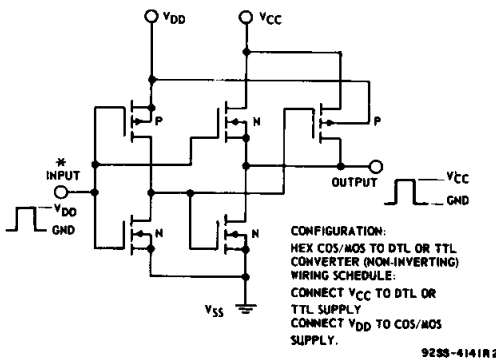 VDD
VCC
P
N
P
*
INPUT
OUTPUT
VDD
GND
VCC
GND
N
N
VSS
CONFIGURATION:
HEX COS/MOS TO DTL OR TTL
CONVERTER (NON-INVERTING)
WIRING SCHEDULE:
CONNECT VCC TO DTL OR
TTL SUPPLY
CONNECT VDD TO COS/MOS
SUPPLY.
92SS-4141R2